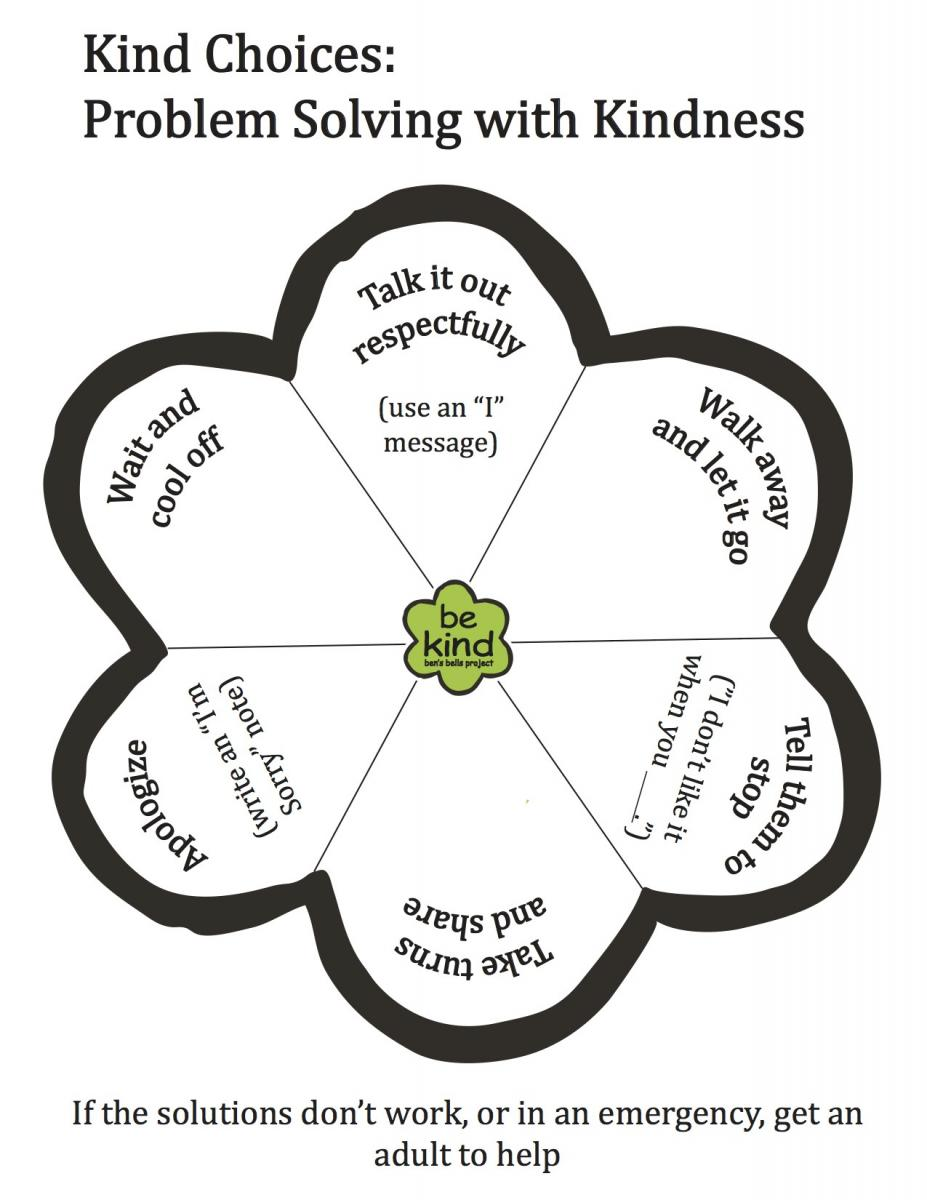 Kind Choices:
Problem Solving with Kindness
Talk it out
respectfully
(use an “I”
message)
Walk away
and let it go
Tell them to
stop
(“I don’t like it
when you ____
.”)
Take turns
and share
Apologize
(write an “I’m
Sorry” note)
Wait and
cool off
be
kind
ben's bells project
If the solutions don’t work, or in an emergency, get an
adult to help